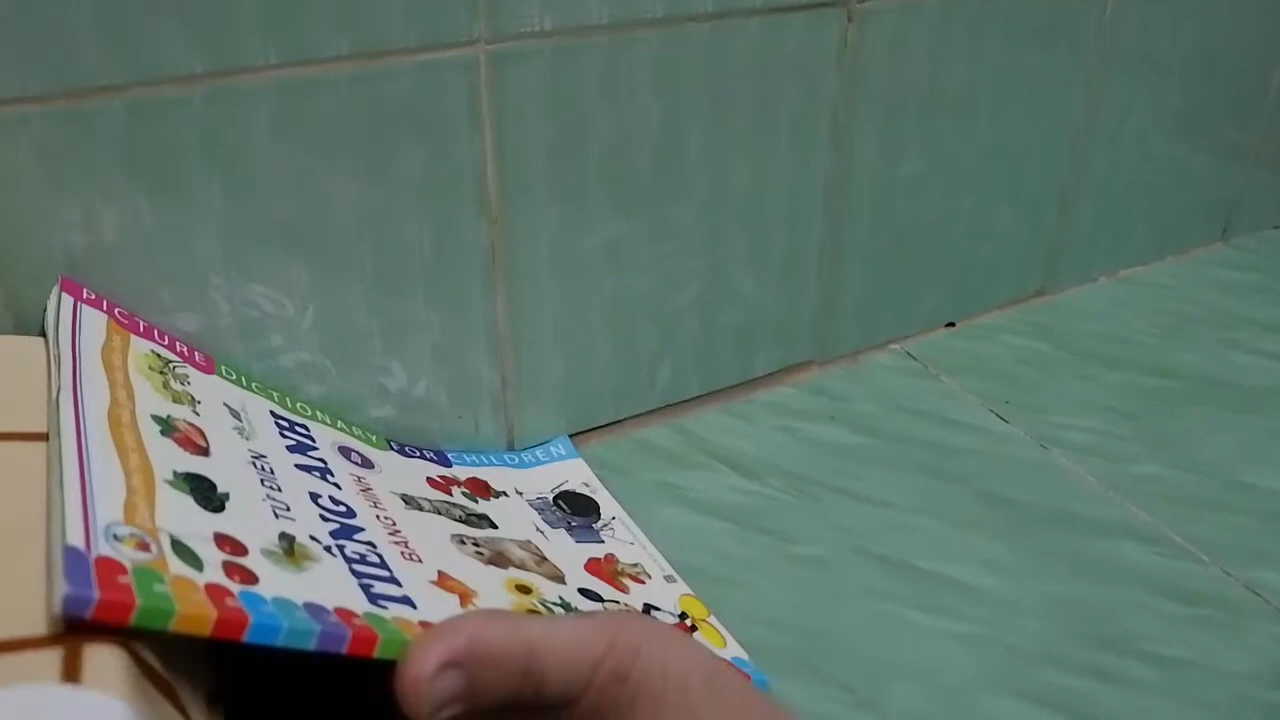 PICTURE DICTIONARY FOR CHILDREN
TỪ ĐIỂN
TIẾNG ANH
BẰNG HÌNH